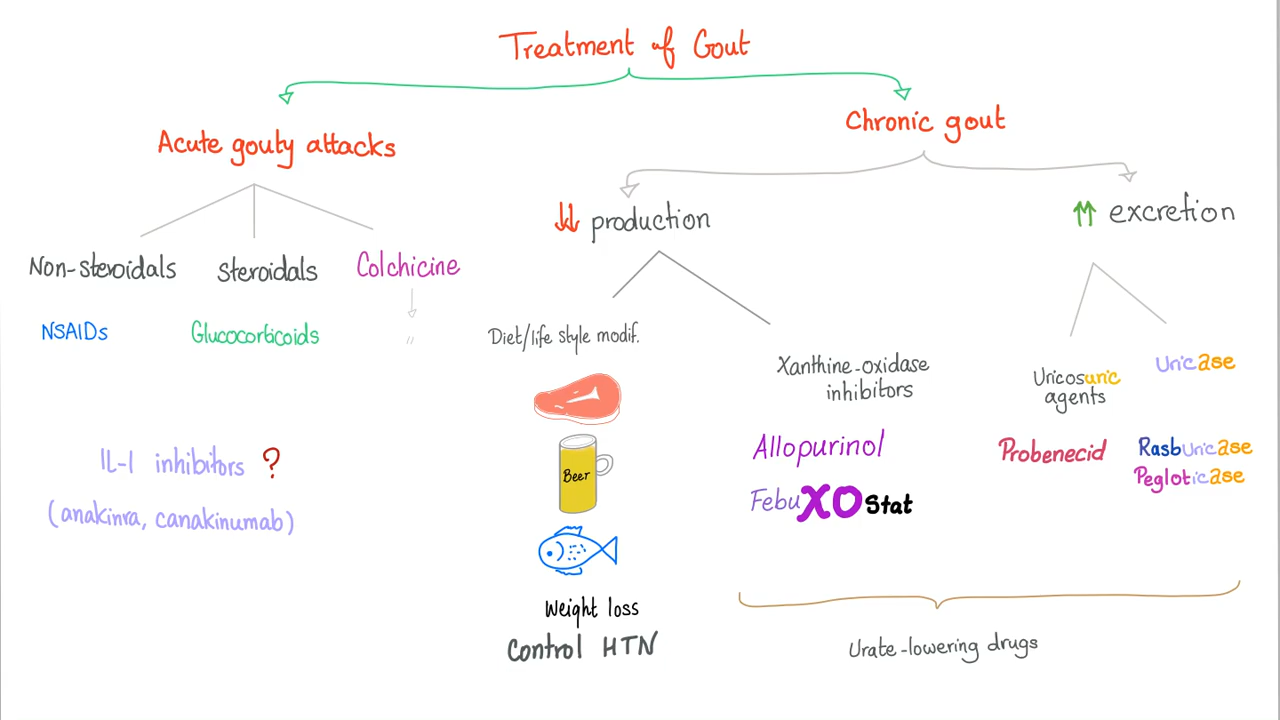 Treatment of Gout
Acute gouty attacks
Non-steroidals
Steroidals
Colchicine
NSAIDs
Glucocorticoids
"
IL-1 inhibitors ?
(anakinra, canakinumab)
Chronic gout
↓↓ production
Diet/life style modif.
Beer
Weight loss
Control HTN
Xanthine-oxidase
inhibitors
Allopurinol
FebuXOStat
↑↑ excretion
Uricosuric
agents
Probenecid
Uricase
RasbUricase
Pegloticase
Urate-lowering drugs